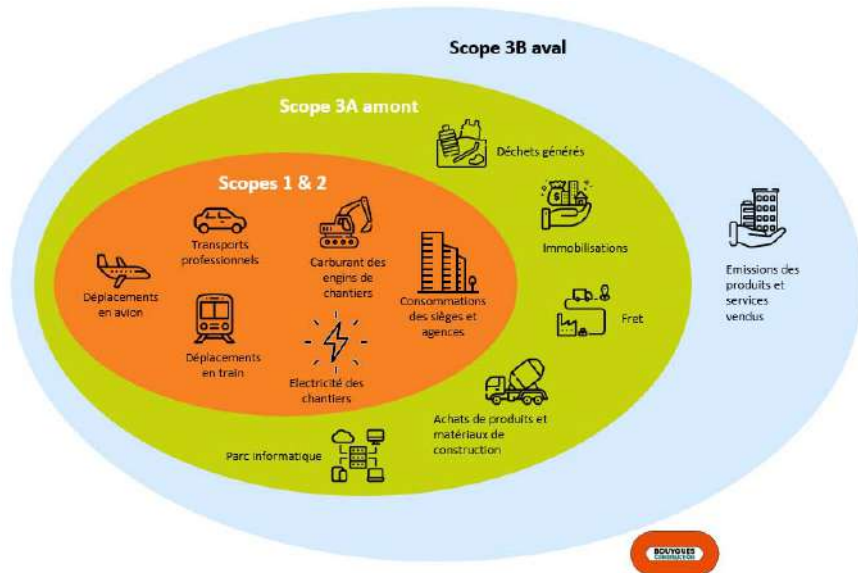 Scope 3B aval
Scope 3A amont
Déchets générés
Scopes 1 & 2
Transports
professionnels
Carburant des
engins de
chantiers
Immobilisations
Déplacements
en avion
Consommations
des sièges et
agences
Emissions des
produits et
services
vendus
Fret
Déplacements
en train
Electricité des
chantiers
Achats de produits et
matériaux de
construction
Parc informatique
BOUYGUES
CONSTRUCTION